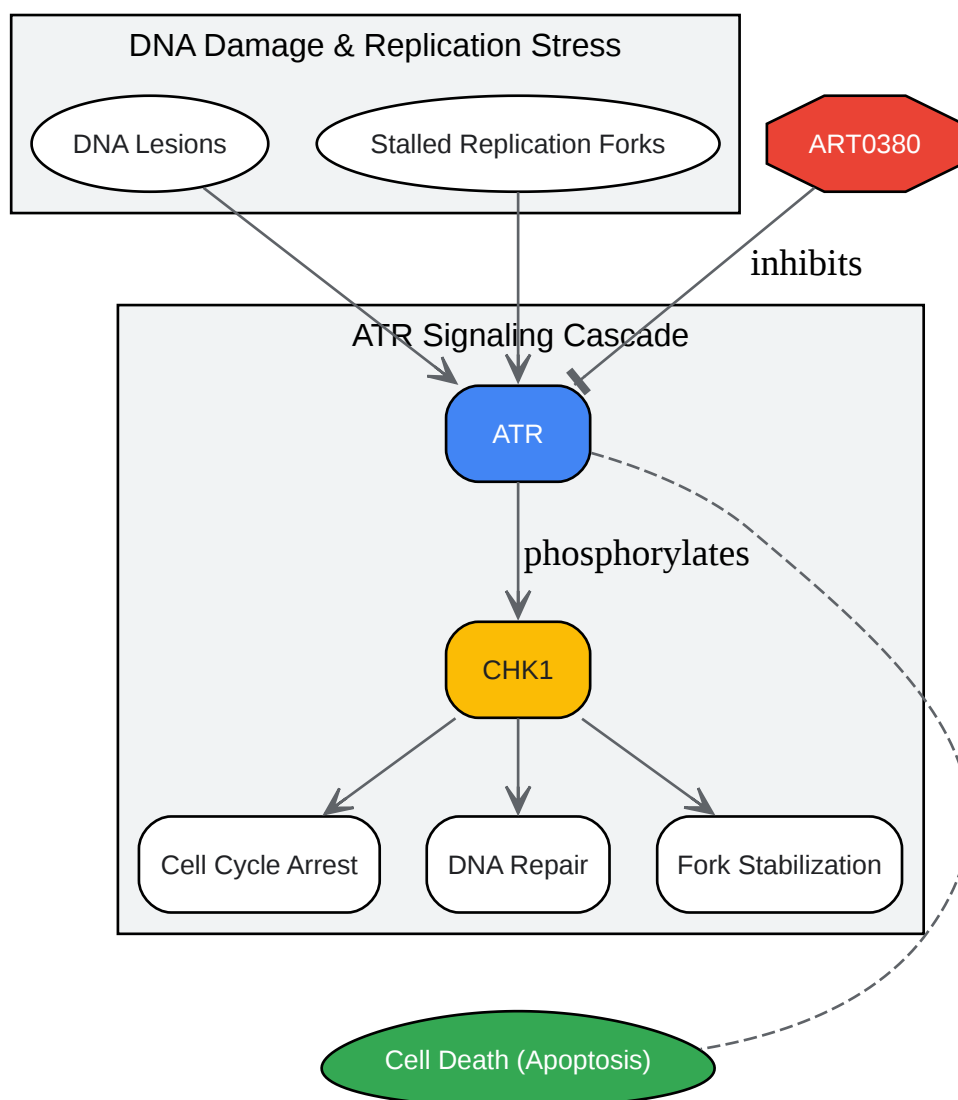 DNA Damage & Replication Stress
DNA Lesions
Stalled Replication Forks
ART0380
inhibits
ATR Signaling Cascade
ATR
phosphorylates
CHK1
Cell Cycle Arrest
DNA Repair
Fork Stabilization
Cell Death (Apoptosis)